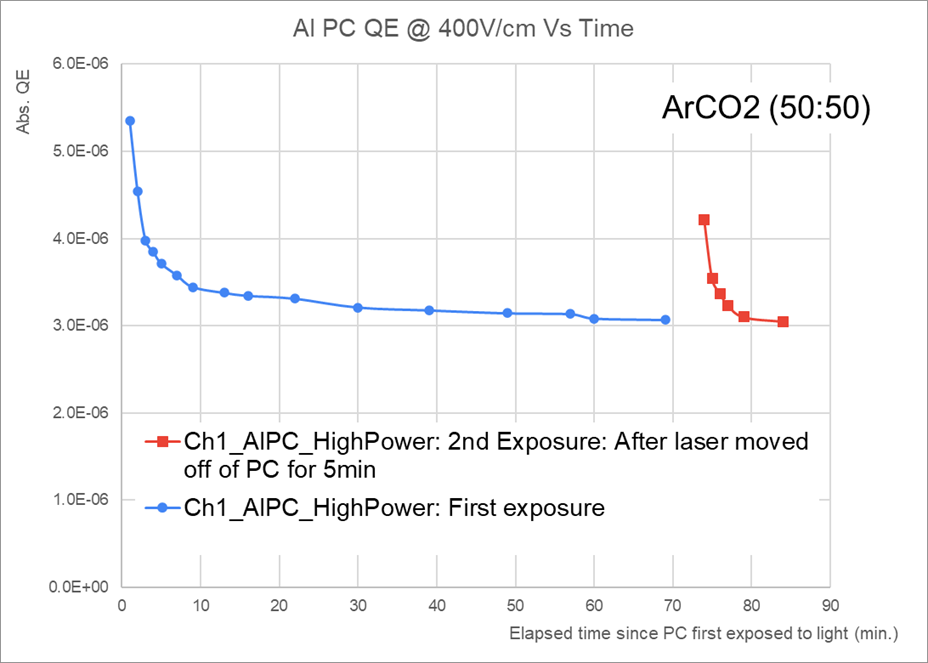 Al PC QE @ 400V/cm Vs Time
Abs. QE
6.0E-06
5.0E-06
4.0E-06
3.0E-06
2.0E-06
1.0E-06
0.0E+00
ArCO2 (50:50)
Ch1_AlPC_HighPower: 2nd Exposure: After laser moved
off of PC for 5min
Ch1_AlPC_HighPower: First exposure
0 10 20 30 40 50 60 70 80 90
Elapsed time since PC first exposed to light (min.)